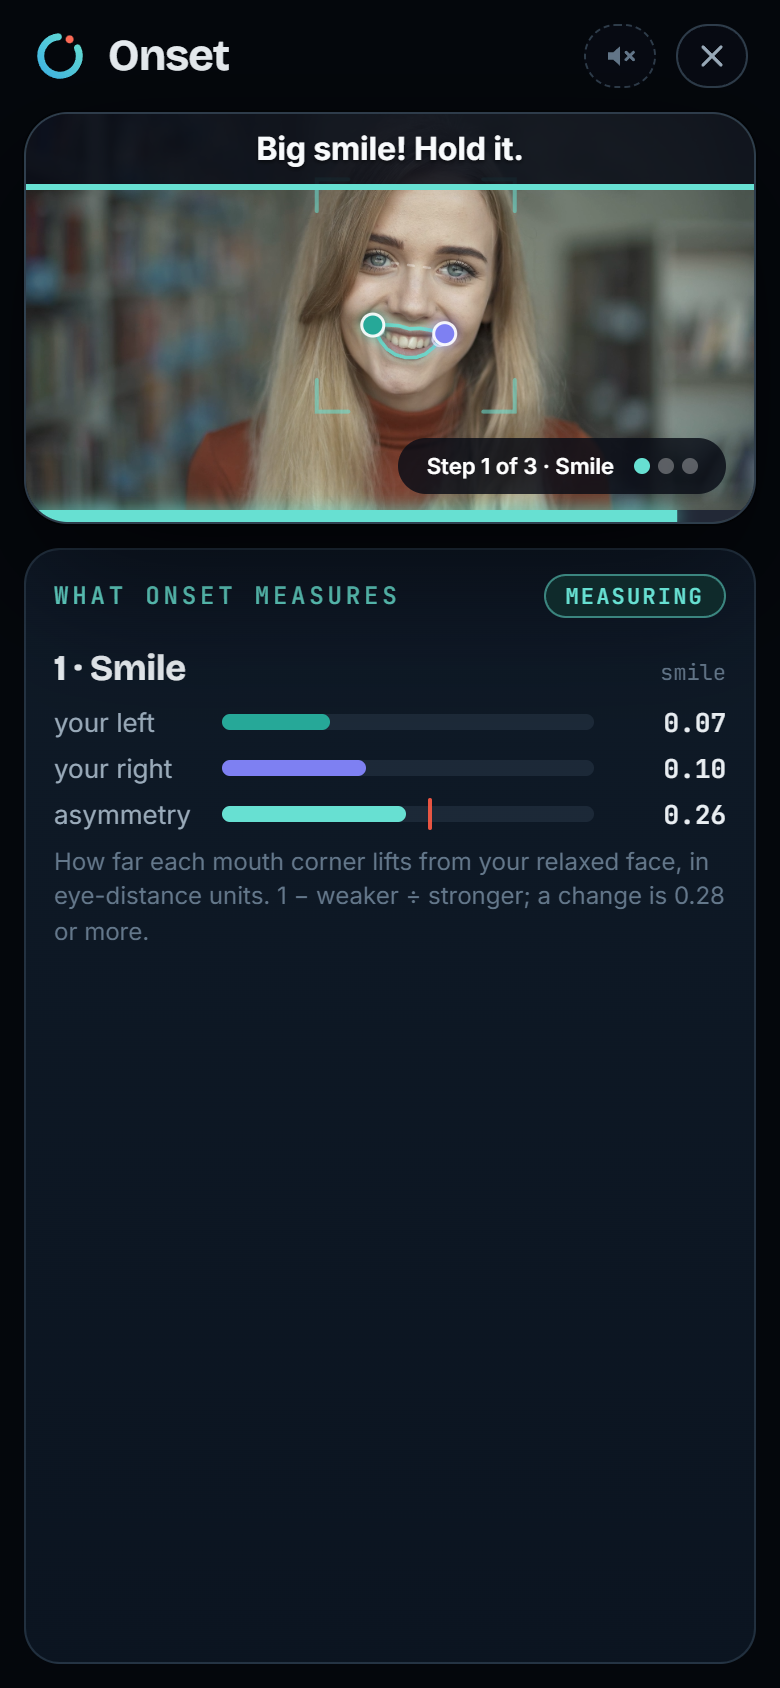 Onset
Big smile! Hold it.
Step 1 of 3 · Smile
WHAT ONSET MEASURES
MEASURING
1 · Smile
smile
your left 0.07
your right 0.10
asymmetry 0.26
How far each mouth corner lifts from your relaxed face, in
eye-distance units. 1 − weaker ÷ stronger; a change is 0.28
or more.